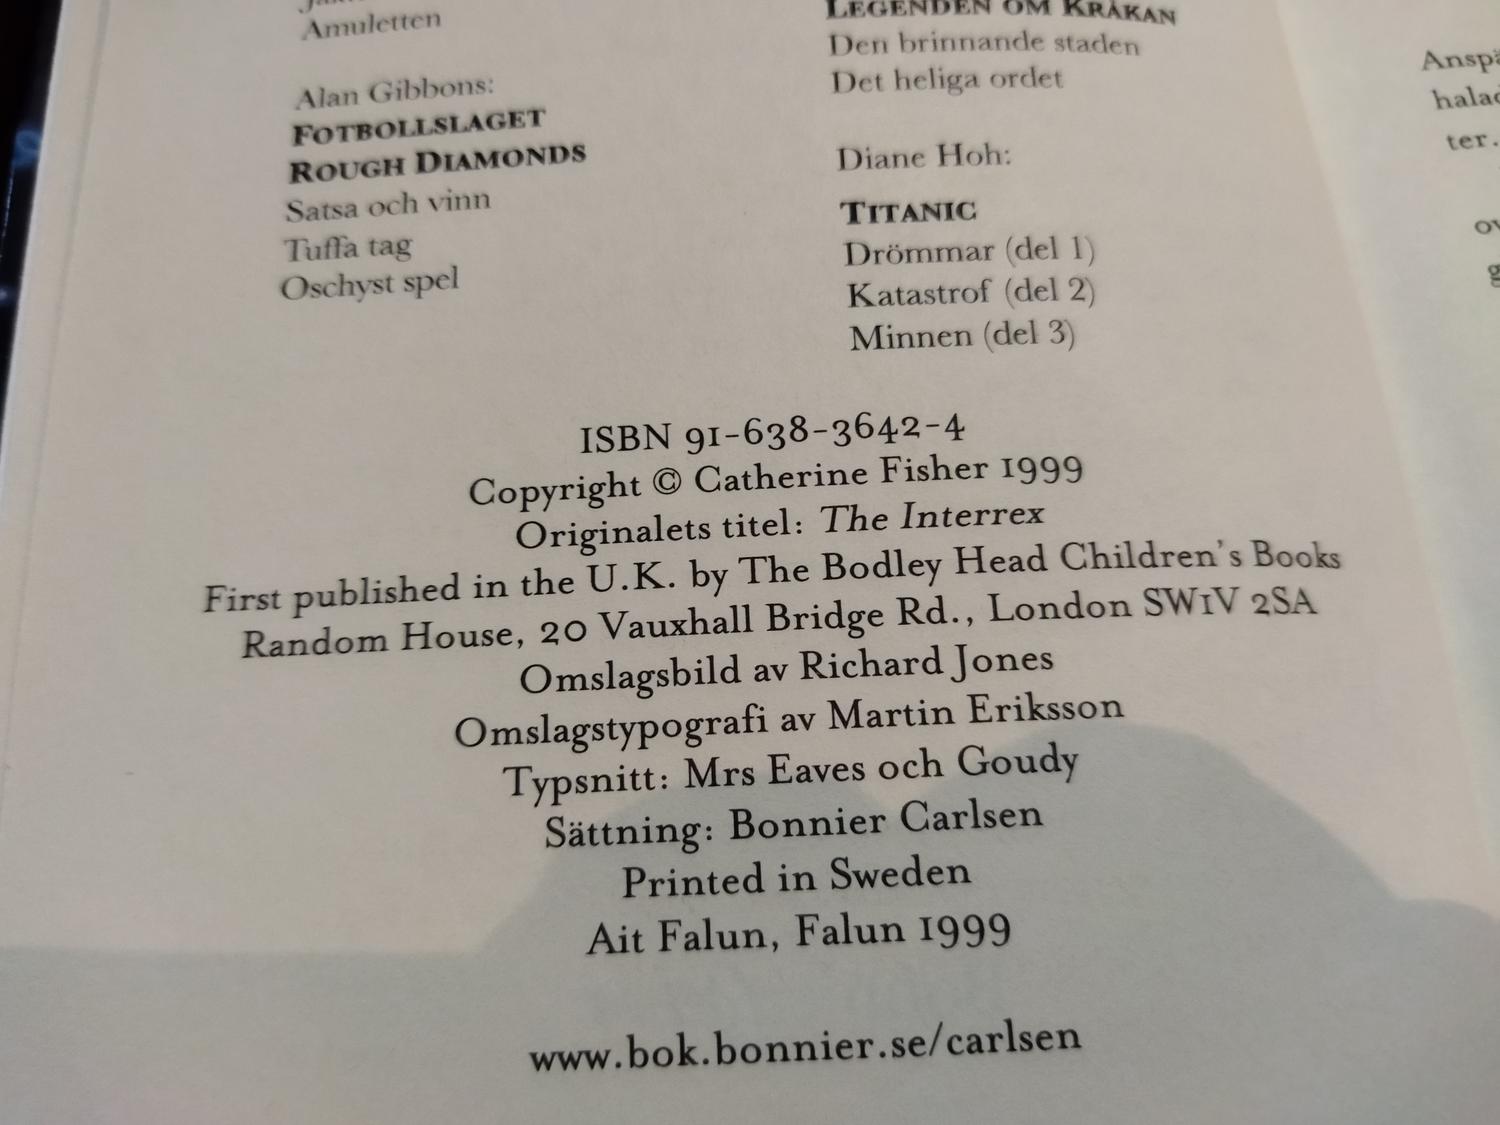 Amuletten
Alan Gibbons:
FOTBOLLSLAGET
ROUGH DIAMONDS
Satsa och vinn
Tuffa tag
Oschyst spel
LEGENDEN OM KRÅKAN
Den brinnande staden
Det heliga ordet
Diane Hoh:
TITANIC
Drömmar (del 1)
Katastrof (del 2)
Minnen (del 3)
ISBN 91-638-3642-4
Copyright © Catherine Fisher 1999
Originalets titel: The Interrex
First published in the U.K. by The Bodley Head Children's Books
Random House, 20 Vauxhall Bridge Rd., London SW1V 2SA
Omslagsbild av Richard Jones
Omslagstypografi av Martin Eriksson
Typsnitt: Mrs Eaves och Goudy
Sättning: Bonnier Carlsen
Printed in Sweden
Ait Falun, Falun 1999
www.bok.bonnier.se/carlsen
ter.